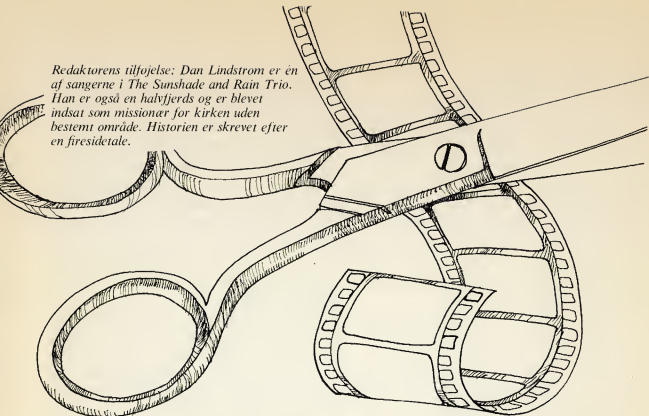 Redaktørens tilføjelse: Dan Lindstrom er én
af sangerne i The Sunshade and Rain Trio.
Han er også en halvfjerds og er blevet
indsat som missionær for kirken uden
bestemt område. Historien er skrevet efter
en firesidetale.